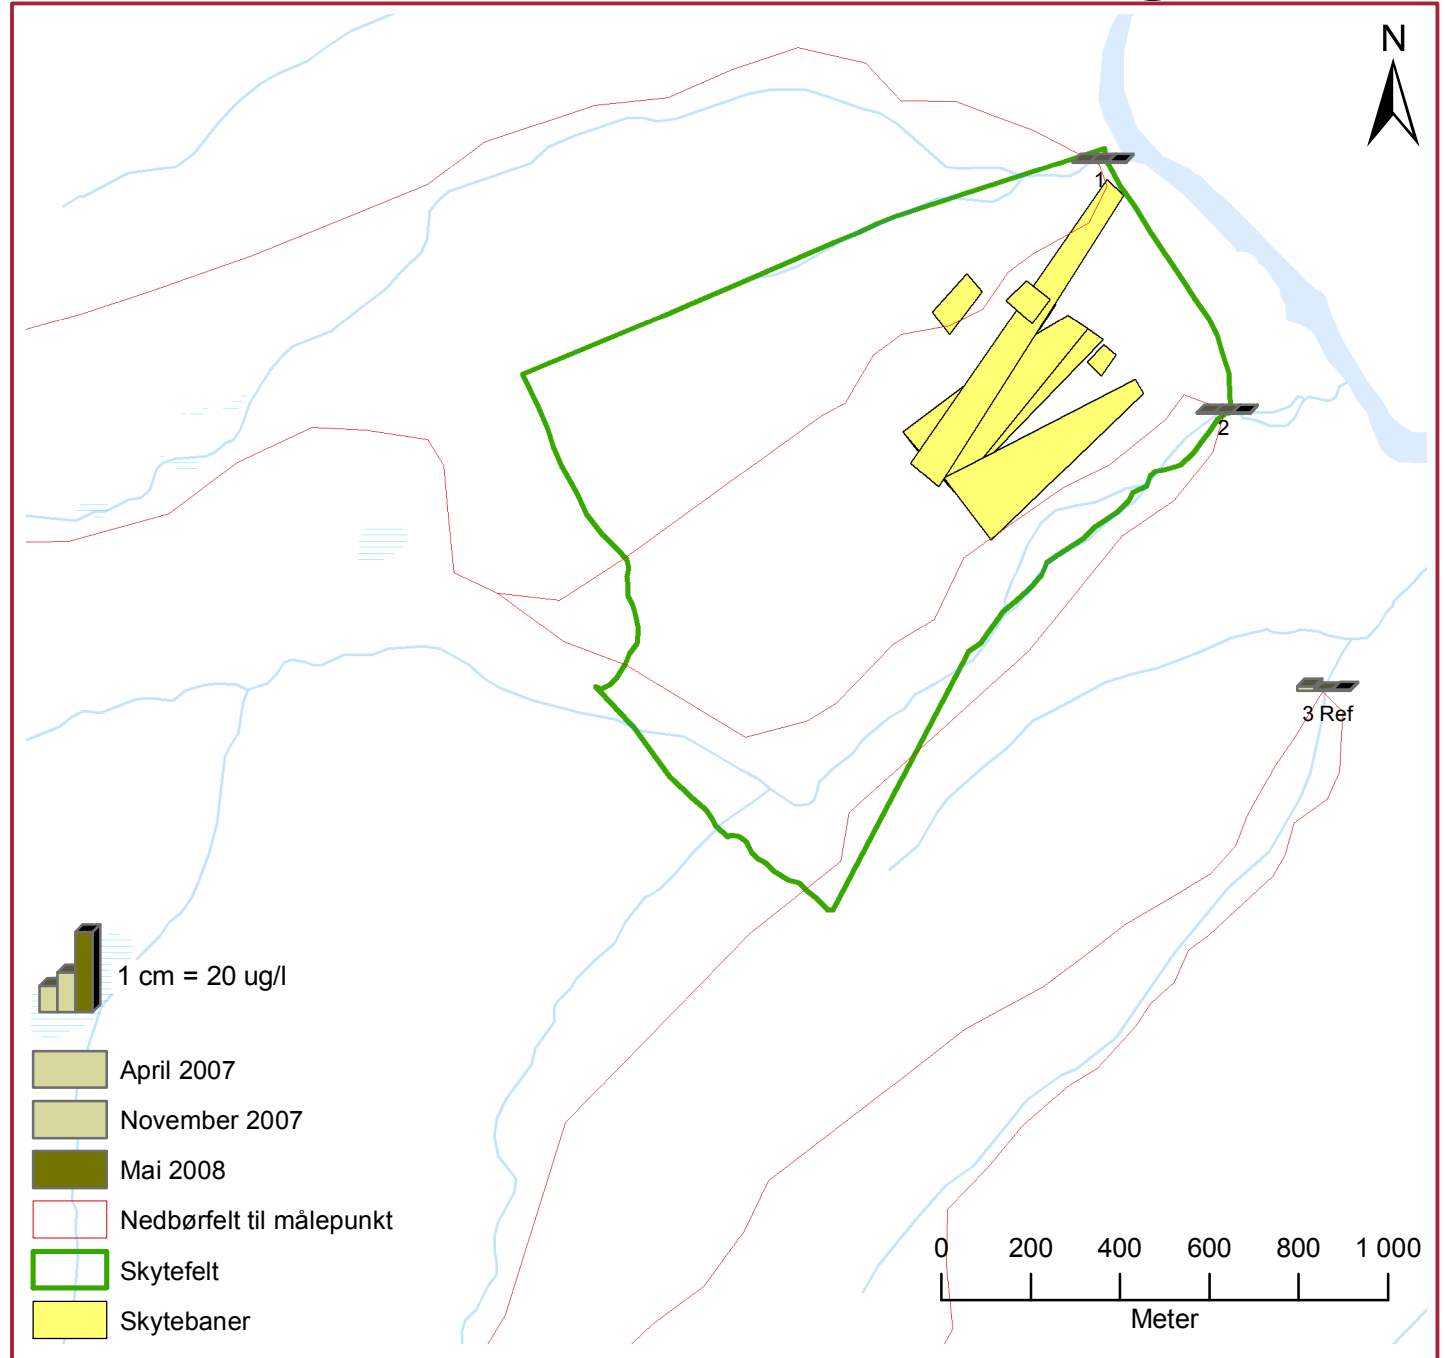 N
1
2
3 Ref
1 cm = 20 ug/l
April 2007
November 2007
Mai 2008
Nedbørfelt til målepunkt
Skytefelt
Skytebaner
0 200 400 600 800 1 000
Meter